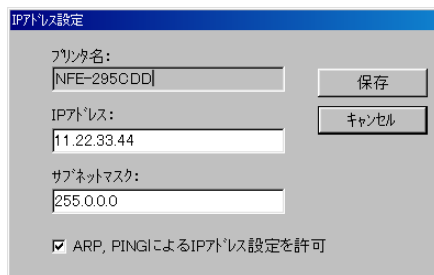 IPｱﾄﾞﾚｽ設定
ﾌﾟﾘﾝﾀ名:
NFE-295CDD
保存
IPｱﾄﾞﾚｽ:
キャンセル
11.22.33.44
ｻﾌﾞﾈｯﾄﾏｽｸ:
255.0.0.0
ARP, PINGによるIPｱﾄﾞﾚｽ設定を許可